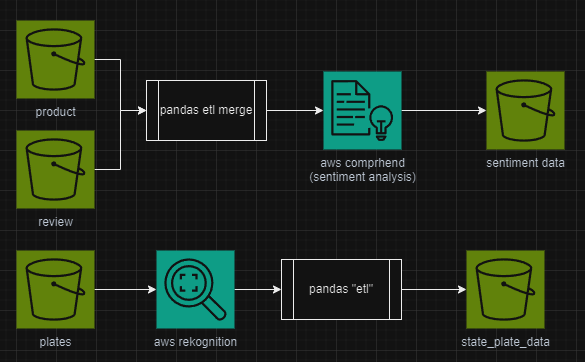 product
pandas etl merge
aws comprhend
(sentiment analysis)
sentiment data
review
plates
aws rekognition
pandas "etl"
state_plate_data